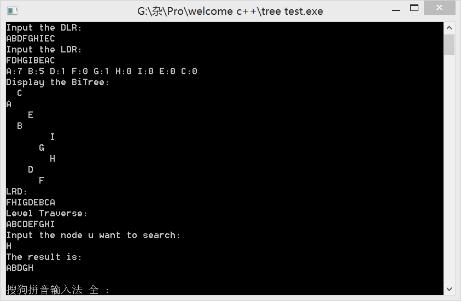 G:\杂\Pro\welcome c++\tree test.exe
Input the DLR:
ABDFGHIEC
Input the LDR:
FDHGIBEAC
A:7 B:5 D:1 F:0 G:1 H:0 I:0 E:0 C:0
Display the BiTree:
C
A
E
B
I
G
H
D
F
LRD:
FHIGDEBCA
Level Traverse:
ABCDEFGHI
Input the node u want to search:
H
The result is:
ABDGH
搜狗拼音输入法 全 :